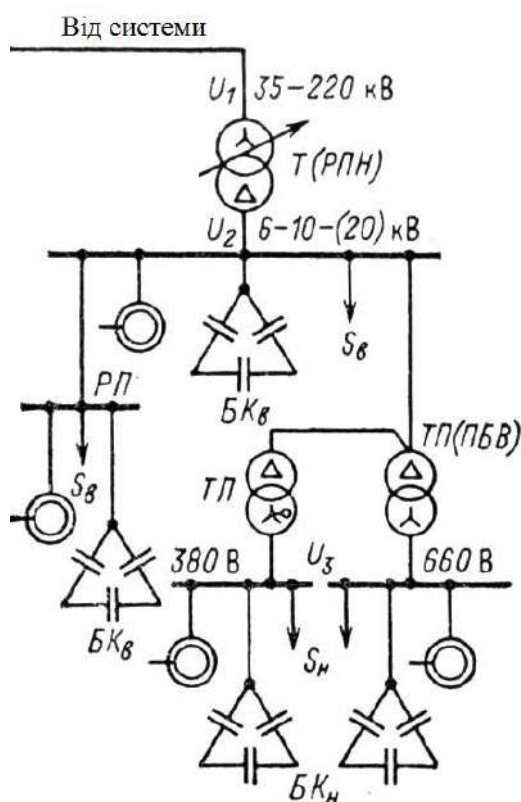 Від системи
U₁ 35–220 кВ
Т(РПН)
U₂ 6–10–(20) кВ
Sв
РП
БКв
Sв
ТП(ПБВ)
ТП
БКв
380 В
U₃
660 В
Sн
БКн